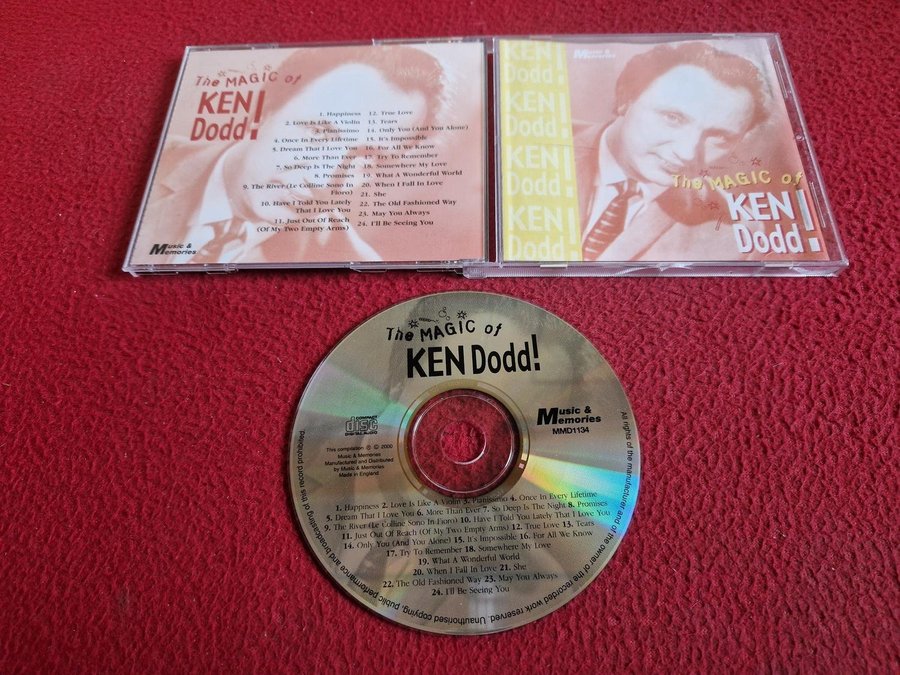 The MAGIC of
KEN
Dodd!
1. Happiness
2. Love Is Like A Violin
3. Pianissimo
4. Once In Every Lifetime
5. Dream That I Love You
6. More Than Ever
7. So Deep Is The Night
8. Promises
9. The River (Le Colline Sono In
Fioro)
10. Have I Told You Lately
That I Love You
11. Just Out Of Reach
(Of My Two Empty Arms)
12. True Love
13. Tears
14. Only You (And You Alone)
15. It's Impossible
16. For All We Know
17. Try To Remember
18. Somewhere My Love
19. What A Wonderful World
20. When I Fall In Love
21. She
22. The Old Fashioned Way
23. May You Always
24. I'll Be Seeing You
Music &
Memories
KEN
Dodd!
KEN
Dodd!
KEN
Dodd!
KEN
Dodd!
Music &
Memories
The MAGIC of
KEN
Dodd!
The MAGIC of
KEN Dodd!
COMPACT
disc
DIGITAL AUDIO
Music &
Memories
MMD1134
This compilation ℗ © 2000
Music & Memories
Manufactured and Distributed
by Music & Memories
Made in England
1. Happiness 2. Love Is Like A Violin 3. Pianissimo 4. Once In Every Lifetime
5. Dream That I Love You 6. More Than Ever 7. So Deep Is The Night 8. Promises
9. The River (Le Colline Sono In Fioro) 10. Have I Told You Lately That I Love You
11. Just Out Of Reach (Of My Two Empty Arms) 12. True Love 13. Tears
14. Only You (And You Alone) 15. It's Impossible 16. For All We Know
17. Try To Remember 18. Somewhere My Love
19. What A Wonderful World
20. When I Fall In Love 21. She
22. The Old Fashioned Way 23. May You Always
24. I'll Be Seeing You
All rights of the manufacturer and of the owner of the recorded work reserved. Unauthorised copying, public performance and broadcasting of this record prohibited.